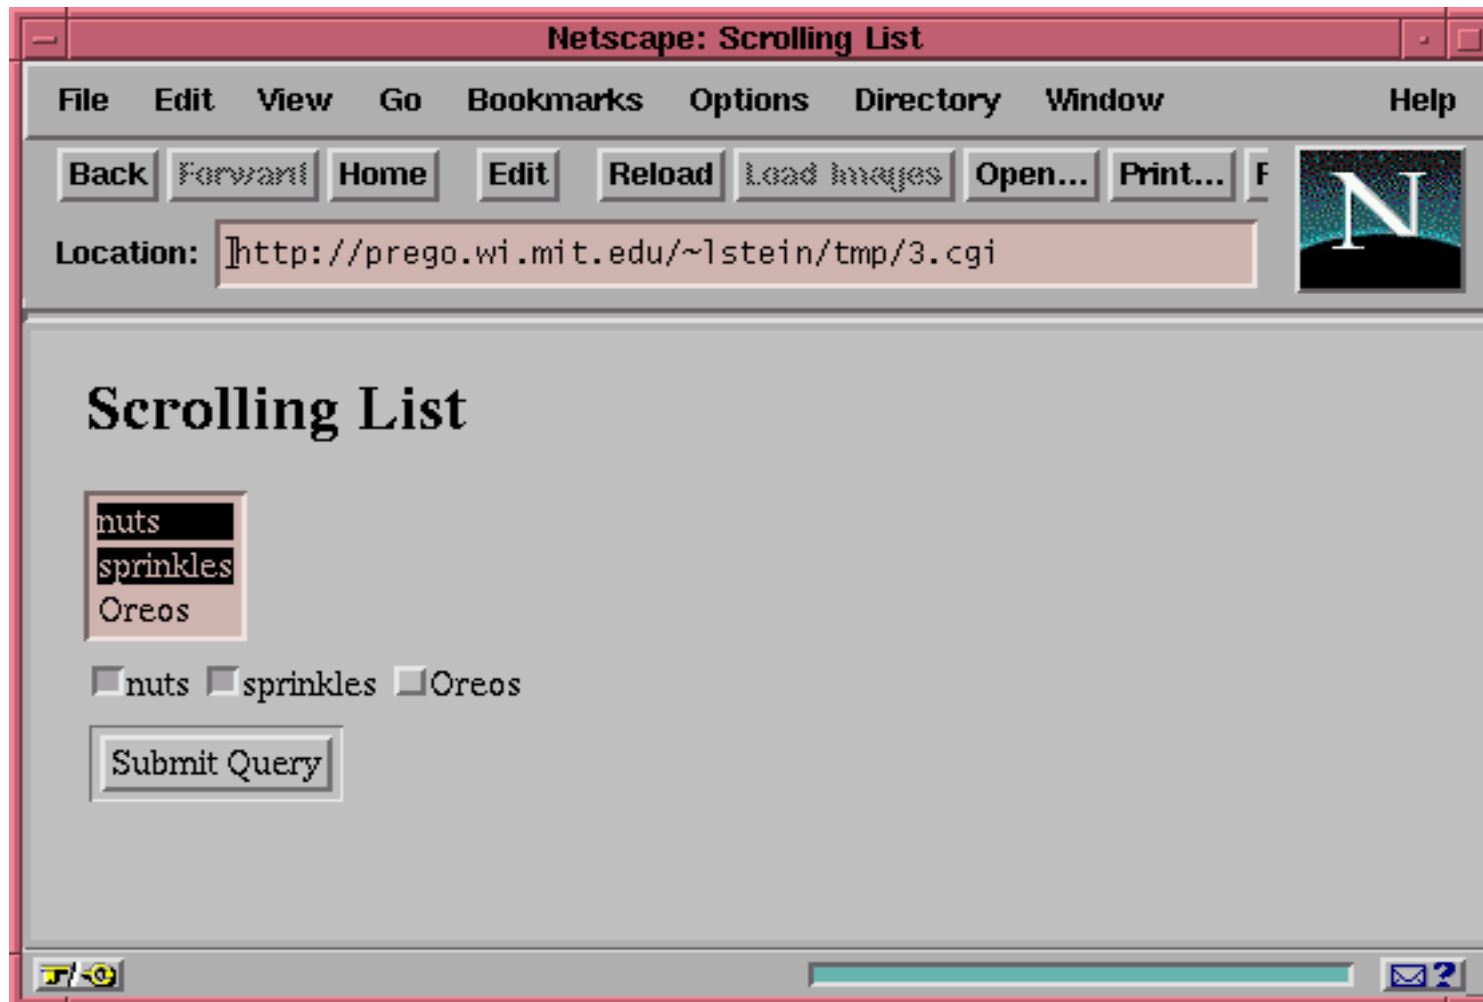 Netscape: Scrolling List
File Edit View Go Bookmarks Options Directory Window Help
Back Forward Home Edit Reload Load Images Open... Print...
N
Location: http://prego.wi.mit.edu/~lstein/tmp/3.cgi
Scrolling List
nuts
sprinkles
Oreos
nuts sprinkles Oreos
Submit Query
?